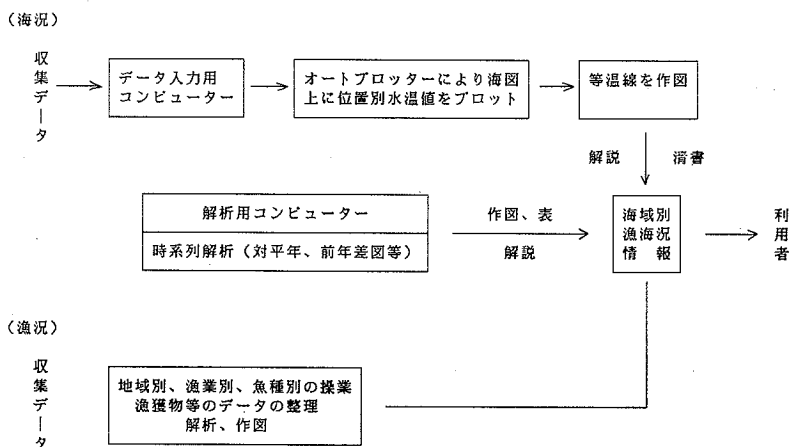 （海況）
収集データ
データ入力用
コンピューター
オートプロッターにより海図
上に位置別水温値をプロット
等温線を作図
解説
清書
解析用コンピューター
時系列解析（対平年、前年差図等）
作図、表
解説
海域別
漁海況
情報
利用者
（漁況）
収集データ
地域別、漁業別、魚種別の操業
漁獲物等のデータの整理
解析、作図